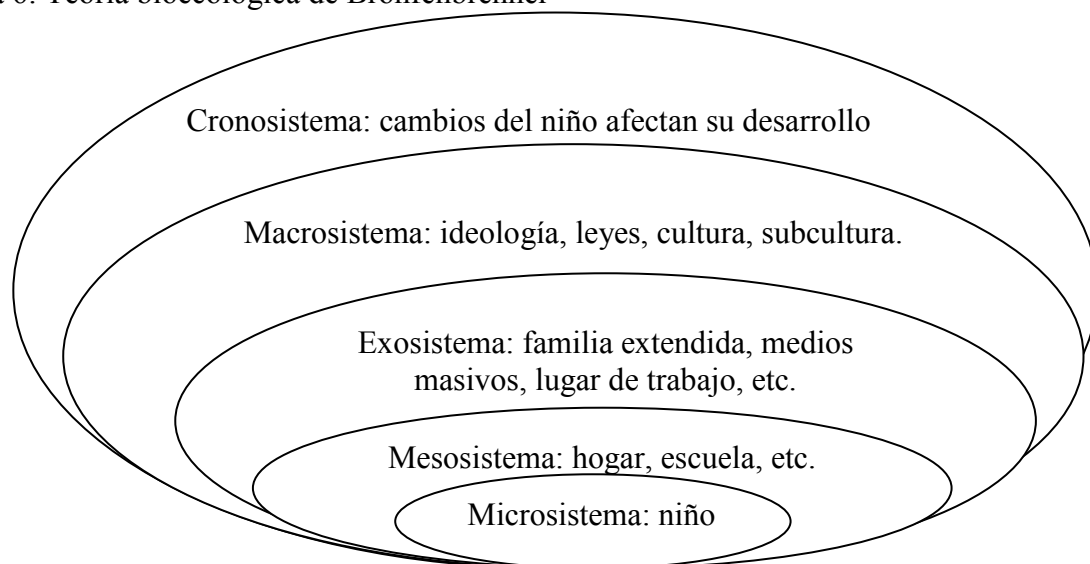 6. Teoría bioecológica de Bronfenbrenner
Cronosistema: cambios del niño afectan su desarrollo
Macrosistema: ideología, leyes, cultura, subcultura.
Exosistema: familia extendida, medios
masivos, lugar de trabajo, etc.
Mesosistema: hogar, escuela, etc.
Microsistema: niño